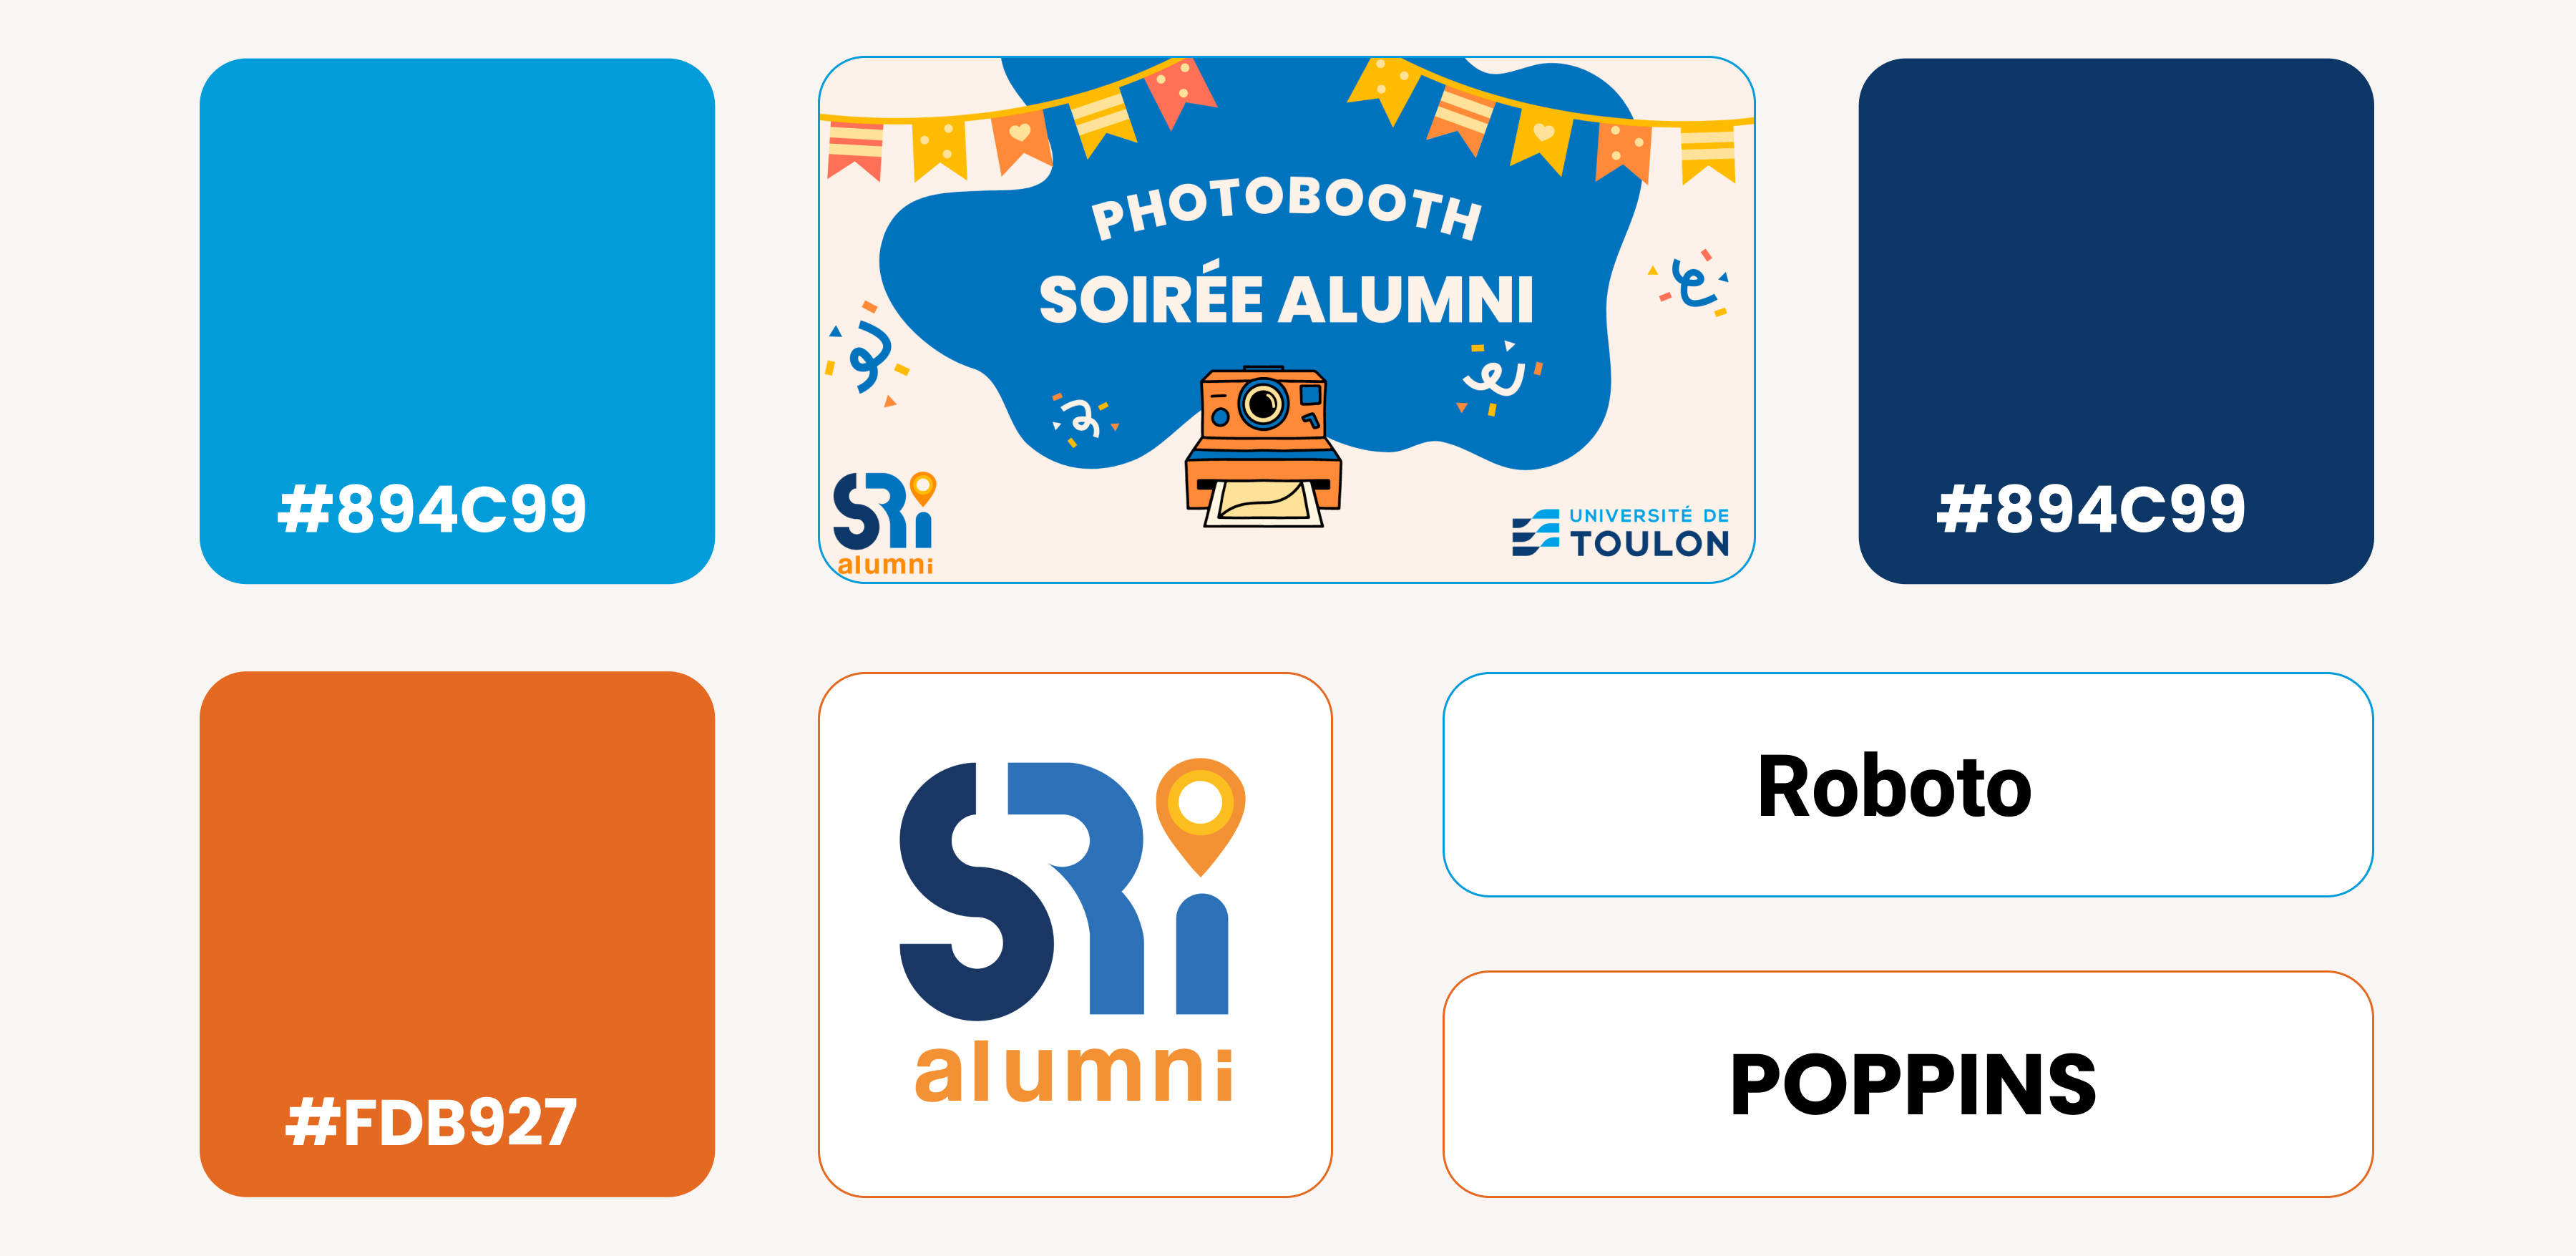 #894C99
PHOTOBOOTH
SOIRÉE ALUMNI
SRi
alumni
UNIVERSITÉ DE
TOULON
#894C99
#FDB927
SRi
alumni
Roboto
POPPINS